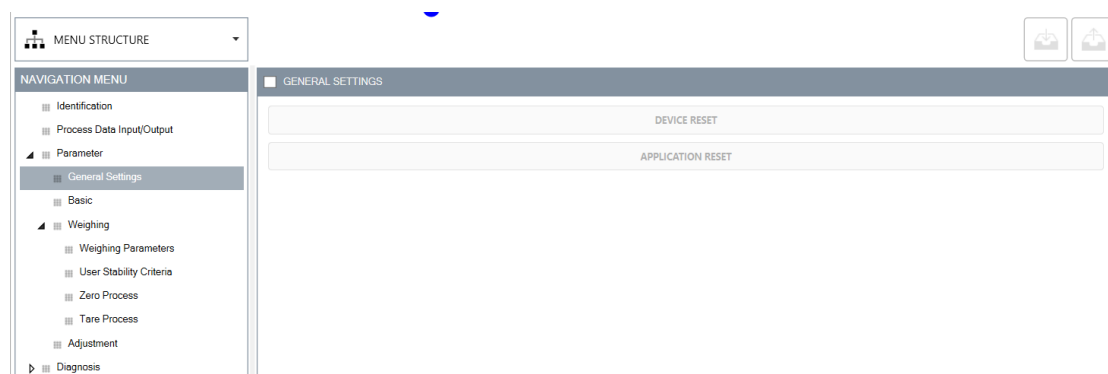 MENU STRUCTURE
NAVIGATION MENU
Identification
Process Data Input/Output
Parameter
General Settings
Basic
Weighing
Weighing Parameters
User Stability Criteria
Zero Process
Tare Process
Adjustment
Diagnosis
GENERAL SETTINGS
DEVICE RESET
APPLICATION RESET